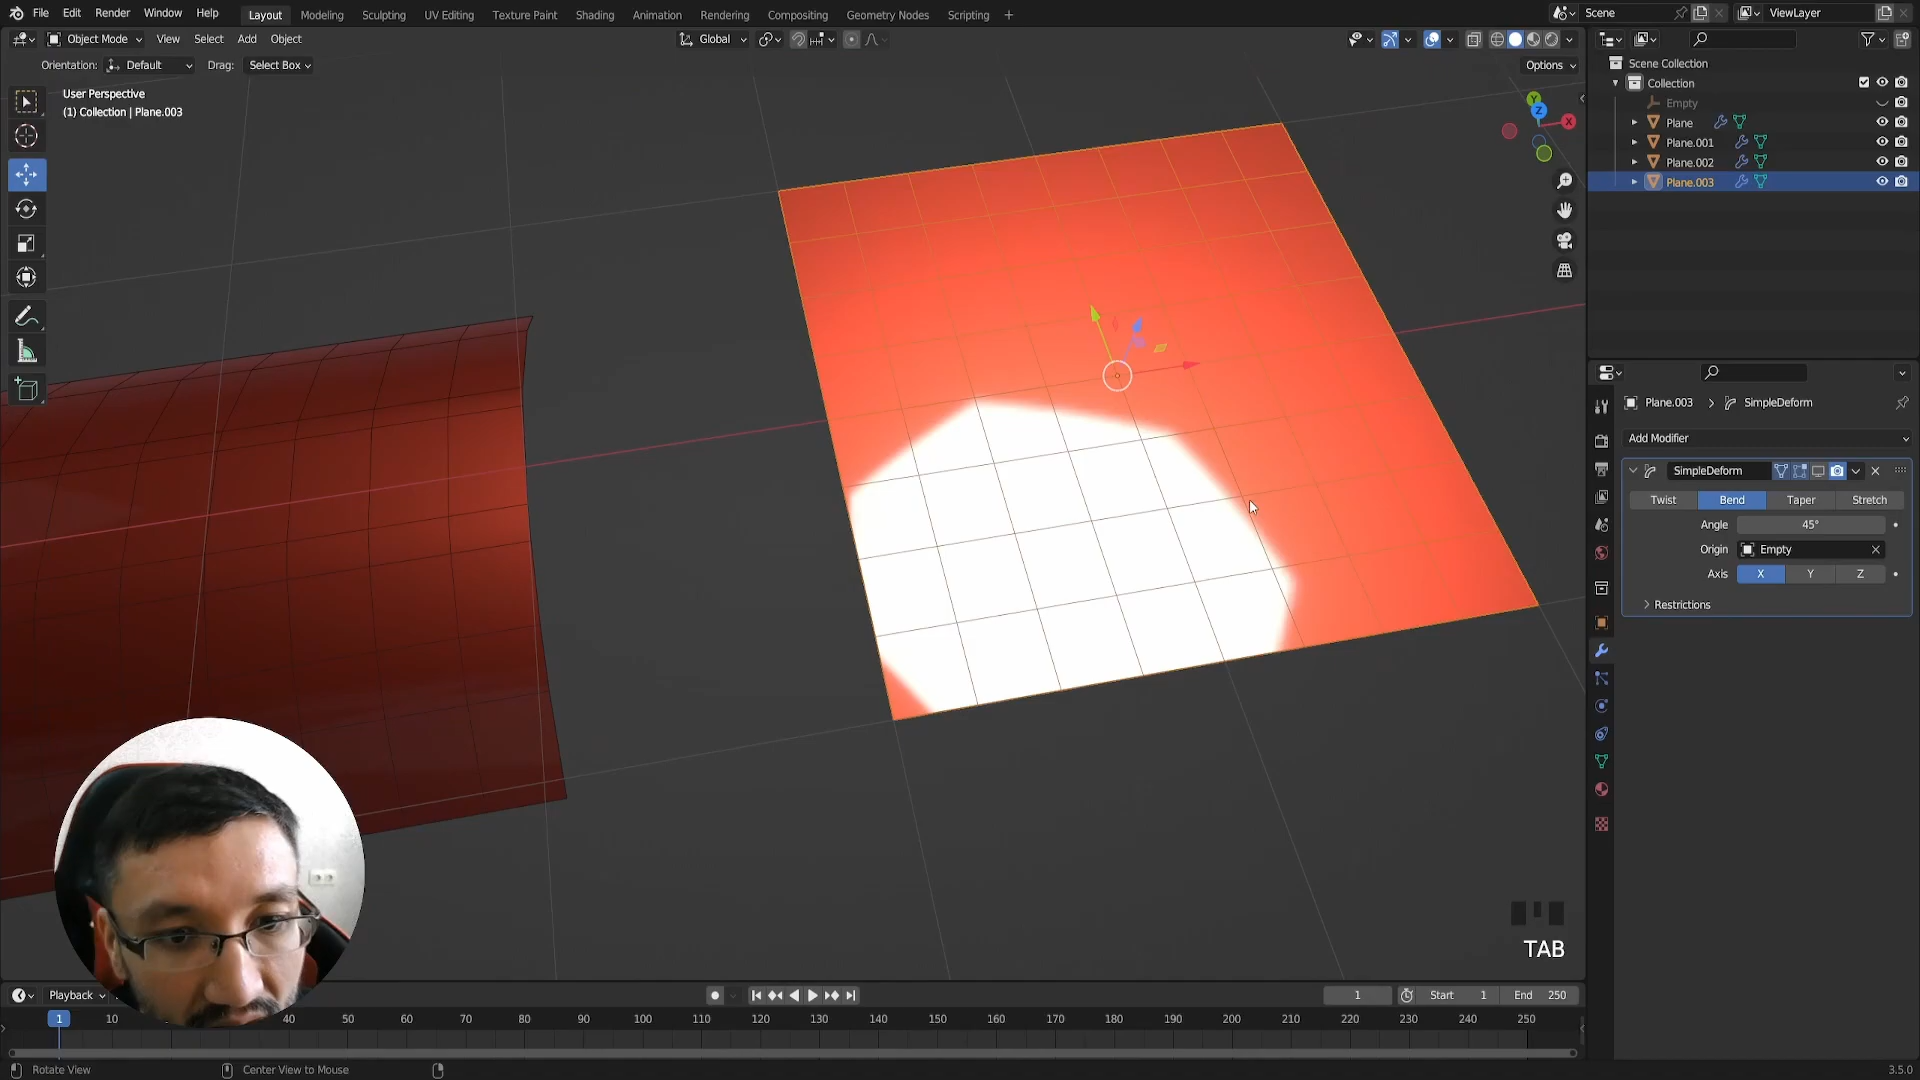 File Edit Render Window Help Layout Modeling Sculpting UV Editing Texture Paint Shading Animation Rendering Compositing Geometry Nodes Scripting + Scene ViewLayer
Object Mode View Select Add Object Global
Orientation: Default Drag: Select Box Options
User Perspective
(1) Collection | Plane.003
Y
Z
X
Scene Collection
Collection
Empty
Plane
Plane.001
Plane.002
Plane.003
Plane.003 > SimpleDeform
Add Modifier
SimpleDeform
Twist Bend Taper Stretch
Angle 45°
Origin Empty
Axis X Y Z
Restrictions
TAB
Playback 1 Start 1 End 250
1 10 40 50 60 70 80 90 100 110 120 130 140 150 160 170 180 190 200 210 220 230 240 250
Rotate View Center View to Mouse 3.5.0